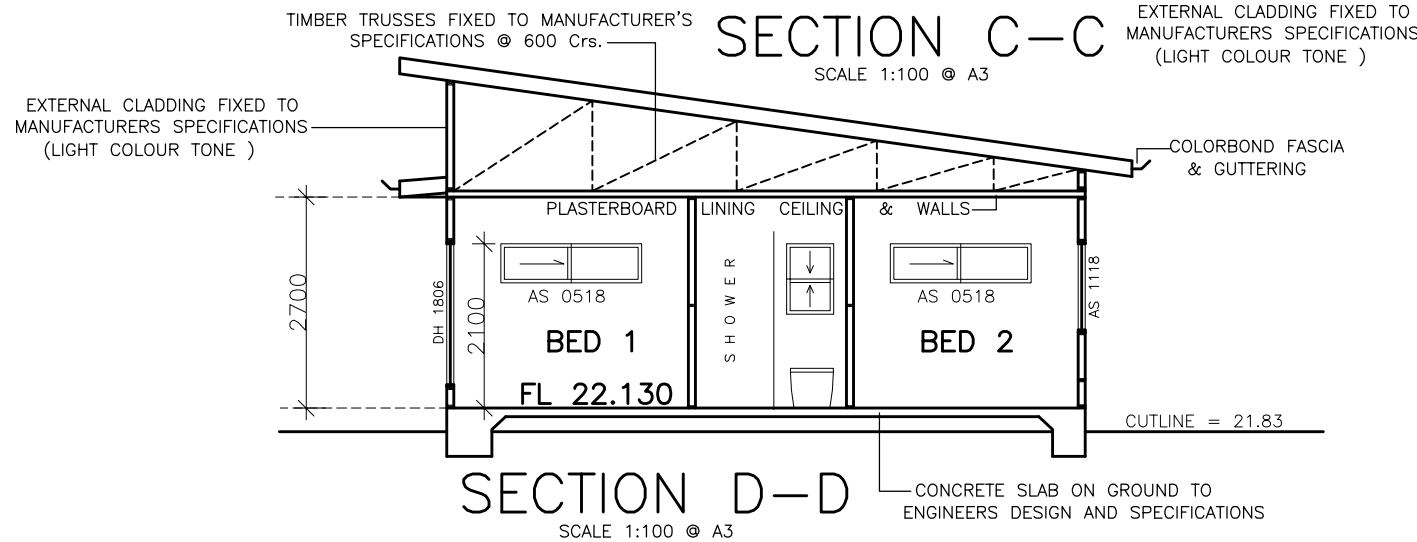 TIMBER TRUSSES FIXED TO MANUFACTURER'S
SPECIFICATIONS @ 600 Crs.
SECTION C-C
SCALE 1:100 @ A3
EXTERNAL CLADDING FIXED TO
MANUFACTURERS SPECIFICATIONS
(LIGHT COLOUR TONE )
EXTERNAL CLADDING FIXED TO
MANUFACTURERS SPECIFICATIONS
(LIGHT COLOUR TONE )
COLORBOND FASCIA
& GUTTERING
PLASTERBOARD LINING CEILING & WALLS
2700
DH 1806
2100
AS 0518
BED 1
FL 22.130
SHOWER
AS 0518
BED 2
AS 1118
CUTLINE = 21.83
SECTION D-D
SCALE 1:100 @ A3
CONCRETE SLAB ON GROUND TO
ENGINEERS DESIGN AND SPECIFICATIONS